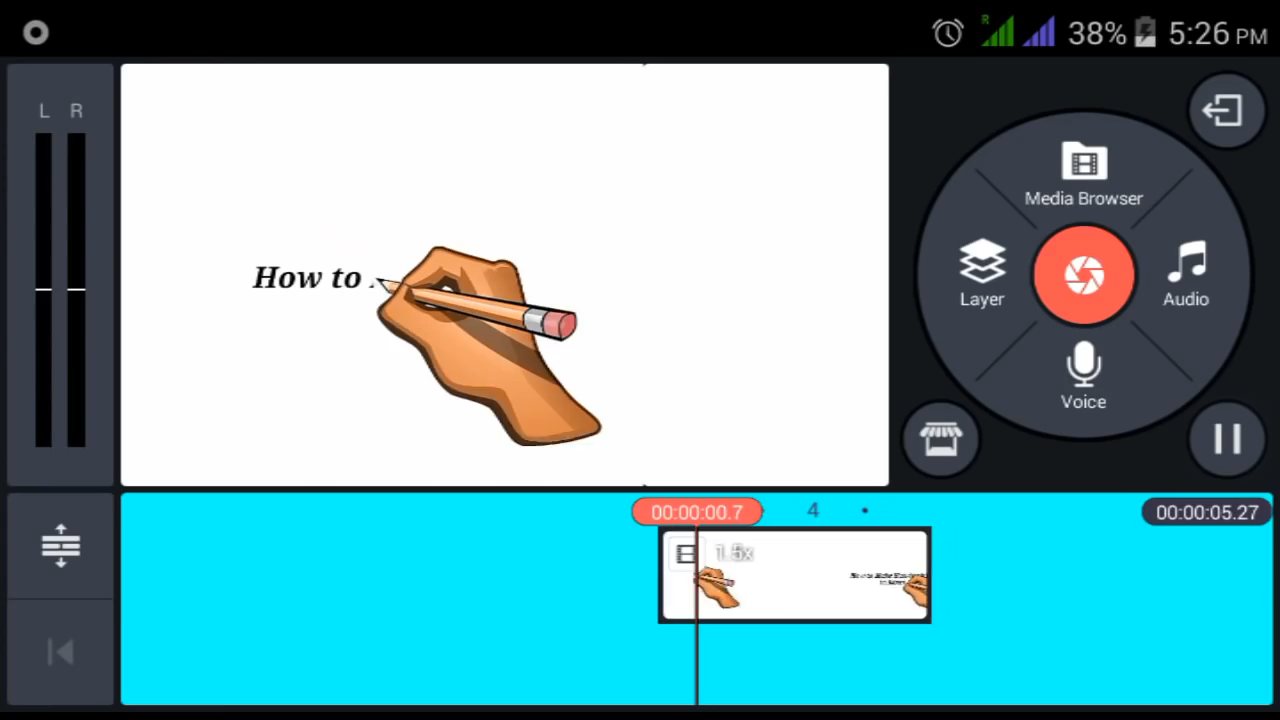 R
38%
5:26 PM
L R
How to
Media Browser
Layer
Audio
Voice
00:00:00.7
4
00:00:05.27
1.5x